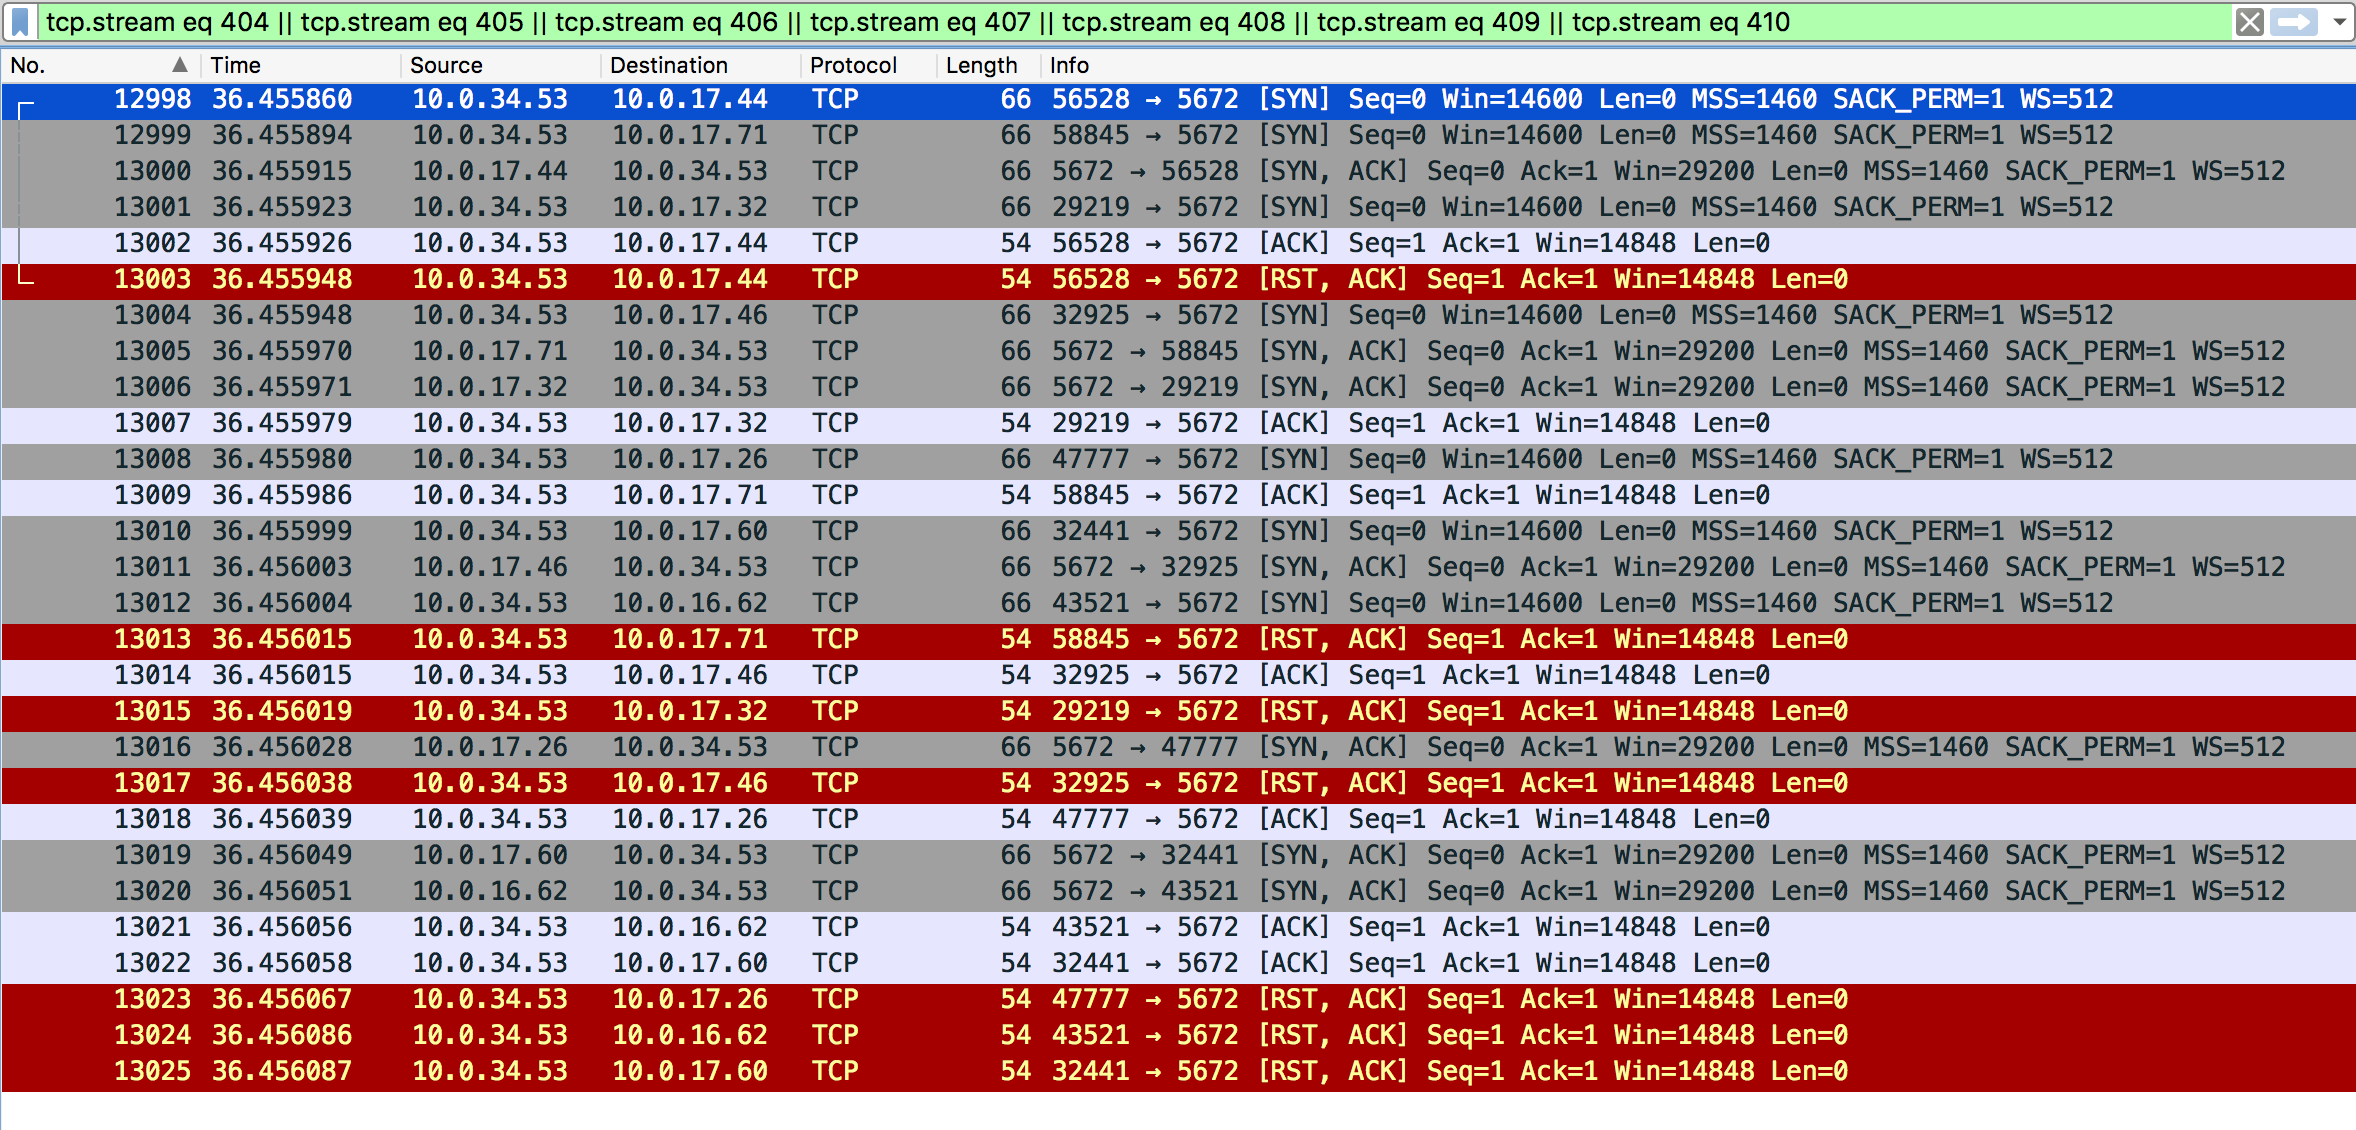 tcp.stream eq 404 || tcp.stream eq 405 || tcp.stream eq 406 || tcp.stream eq 407 || tcp.stream eq 408 || tcp.stream eq 409 || tcp.stream eq 410
No. Time Source Destination Protocol Length Info
12998 36.455860 10.0.34.53 10.0.17.44 TCP 66 56528 → 5672 [SYN] Seq=0 Win=14600 Len=0 MSS=1460 SACK_PERM=1 WS=512
12999 36.455894 10.0.34.53 10.0.17.71 TCP 66 58845 → 5672 [SYN] Seq=0 Win=14600 Len=0 MSS=1460 SACK_PERM=1 WS=512
13000 36.455915 10.0.17.44 10.0.34.53 TCP 66 5672 → 56528 [SYN, ACK] Seq=0 Ack=1 Win=29200 Len=0 MSS=1460 SACK_PERM=1 WS=512
13001 36.455923 10.0.34.53 10.0.17.32 TCP 66 29219 → 5672 [SYN] Seq=0 Win=14600 Len=0 MSS=1460 SACK_PERM=1 WS=512
13002 36.455926 10.0.34.53 10.0.17.44 TCP 54 56528 → 5672 [ACK] Seq=1 Ack=1 Win=14848 Len=0
13003 36.455948 10.0.34.53 10.0.17.44 TCP 54 56528 → 5672 [RST, ACK] Seq=1 Ack=1 Win=14848 Len=0
13004 36.455948 10.0.34.53 10.0.17.46 TCP 66 32925 → 5672 [SYN] Seq=0 Win=14600 Len=0 MSS=1460 SACK_PERM=1 WS=512
13005 36.455970 10.0.17.71 10.0.34.53 TCP 66 5672 → 58845 [SYN, ACK] Seq=0 Ack=1 Win=29200 Len=0 MSS=1460 SACK_PERM=1 WS=512
13006 36.455971 10.0.17.32 10.0.34.53 TCP 66 5672 → 29219 [SYN, ACK] Seq=0 Ack=1 Win=29200 Len=0 MSS=1460 SACK_PERM=1 WS=512
13007 36.455979 10.0.34.53 10.0.17.32 TCP 54 29219 → 5672 [ACK] Seq=1 Ack=1 Win=14848 Len=0
13008 36.455980 10.0.34.53 10.0.17.26 TCP 66 47777 → 5672 [SYN] Seq=0 Win=14600 Len=0 MSS=1460 SACK_PERM=1 WS=512
13009 36.455986 10.0.34.53 10.0.17.71 TCP 54 58845 → 5672 [ACK] Seq=1 Ack=1 Win=14848 Len=0
13010 36.455999 10.0.34.53 10.0.17.60 TCP 66 32441 → 5672 [SYN] Seq=0 Win=14600 Len=0 MSS=1460 SACK_PERM=1 WS=512
13011 36.456003 10.0.17.46 10.0.34.53 TCP 66 5672 → 32925 [SYN, ACK] Seq=0 Ack=1 Win=29200 Len=0 MSS=1460 SACK_PERM=1 WS=512
13012 36.456004 10.0.34.53 10.0.16.62 TCP 66 43521 → 5672 [SYN] Seq=0 Win=14600 Len=0 MSS=1460 SACK_PERM=1 WS=512
13013 36.456015 10.0.34.53 10.0.17.71 TCP 54 58845 → 5672 [RST, ACK] Seq=1 Ack=1 Win=14848 Len=0
13014 36.456015 10.0.34.53 10.0.17.46 TCP 54 32925 → 5672 [ACK] Seq=1 Ack=1 Win=14848 Len=0
13015 36.456019 10.0.34.53 10.0.17.32 TCP 54 29219 → 5672 [RST, ACK] Seq=1 Ack=1 Win=14848 Len=0
13016 36.456028 10.0.17.26 10.0.34.53 TCP 66 5672 → 47777 [SYN, ACK] Seq=0 Ack=1 Win=29200 Len=0 MSS=1460 SACK_PERM=1 WS=512
13017 36.456038 10.0.34.53 10.0.17.46 TCP 54 32925 → 5672 [RST, ACK] Seq=1 Ack=1 Win=14848 Len=0
13018 36.456039 10.0.34.53 10.0.17.26 TCP 54 47777 → 5672 [ACK] Seq=1 Ack=1 Win=14848 Len=0
13019 36.456049 10.0.17.60 10.0.34.53 TCP 66 5672 → 32441 [SYN, ACK] Seq=0 Ack=1 Win=29200 Len=0 MSS=1460 SACK_PERM=1 WS=512
13020 36.456051 10.0.16.62 10.0.34.53 TCP 66 5672 → 43521 [SYN, ACK] Seq=0 Ack=1 Win=29200 Len=0 MSS=1460 SACK_PERM=1 WS=512
13021 36.456056 10.0.34.53 10.0.16.62 TCP 54 43521 → 5672 [ACK] Seq=1 Ack=1 Win=14848 Len=0
13022 36.456058 10.0.34.53 10.0.17.60 TCP 54 32441 → 5672 [ACK] Seq=1 Ack=1 Win=14848 Len=0
13023 36.456067 10.0.34.53 10.0.17.26 TCP 54 47777 → 5672 [RST, ACK] Seq=1 Ack=1 Win=14848 Len=0
13024 36.456086 10.0.34.53 10.0.16.62 TCP 54 43521 → 5672 [RST, ACK] Seq=1 Ack=1 Win=14848 Len=0
13025 36.456087 10.0.34.53 10.0.17.60 TCP 54 32441 → 5672 [RST, ACK] Seq=1 Ack=1 Win=14848 Len=0